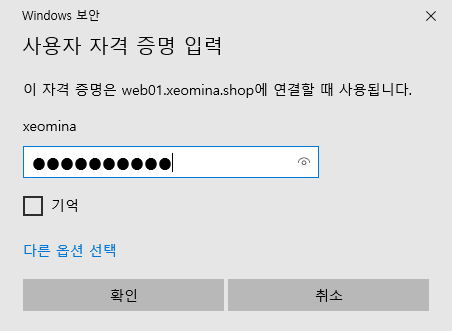 Windows 보안
사용자 자격 증명 입력
이 자격 증명은 web01.xeomina.shop에 연결할 때 사용됩니다.
xeomina
●●●●●●●●●●
기억
다른 옵션 선택
확인
취소